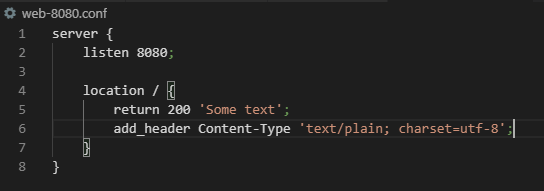 web-8080.conf
1 server {
2     listen 8080;
3
4     location / {
5         return 200 'Some text';
6         add_header Content-Type 'text/plain; charset=utf-8';
7     }
8 }